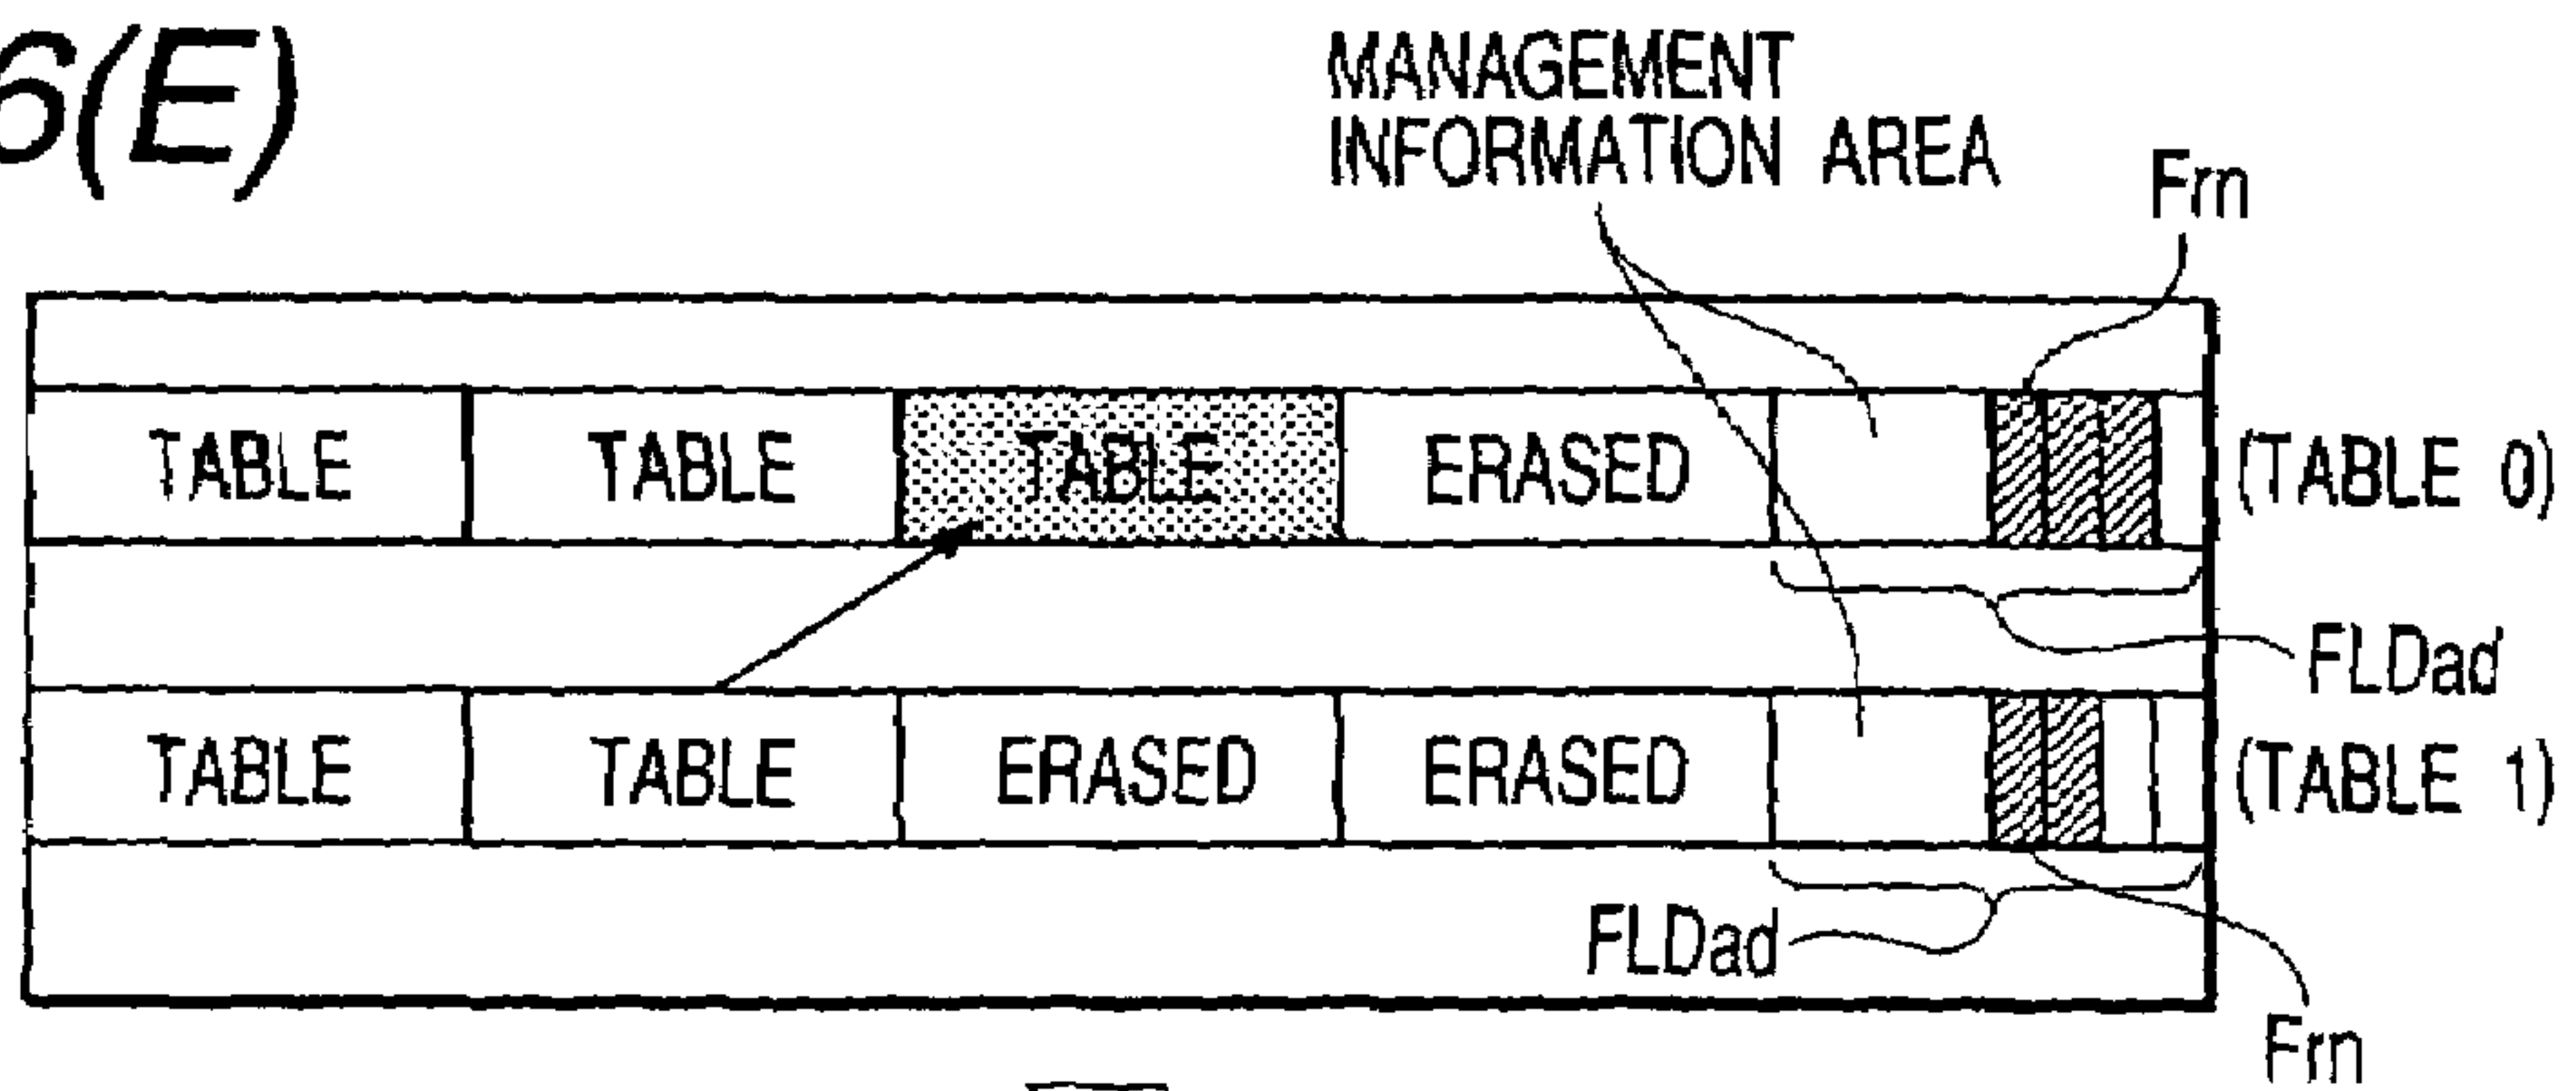 6(E)
MANAGEMENT
INFORMATION AREA
Frn
TABLE TABLE TABLE ERASED (TABLE 0)
FLDad
TABLE TABLE ERASED ERASED (TABLE 1)
FLDad
Frn